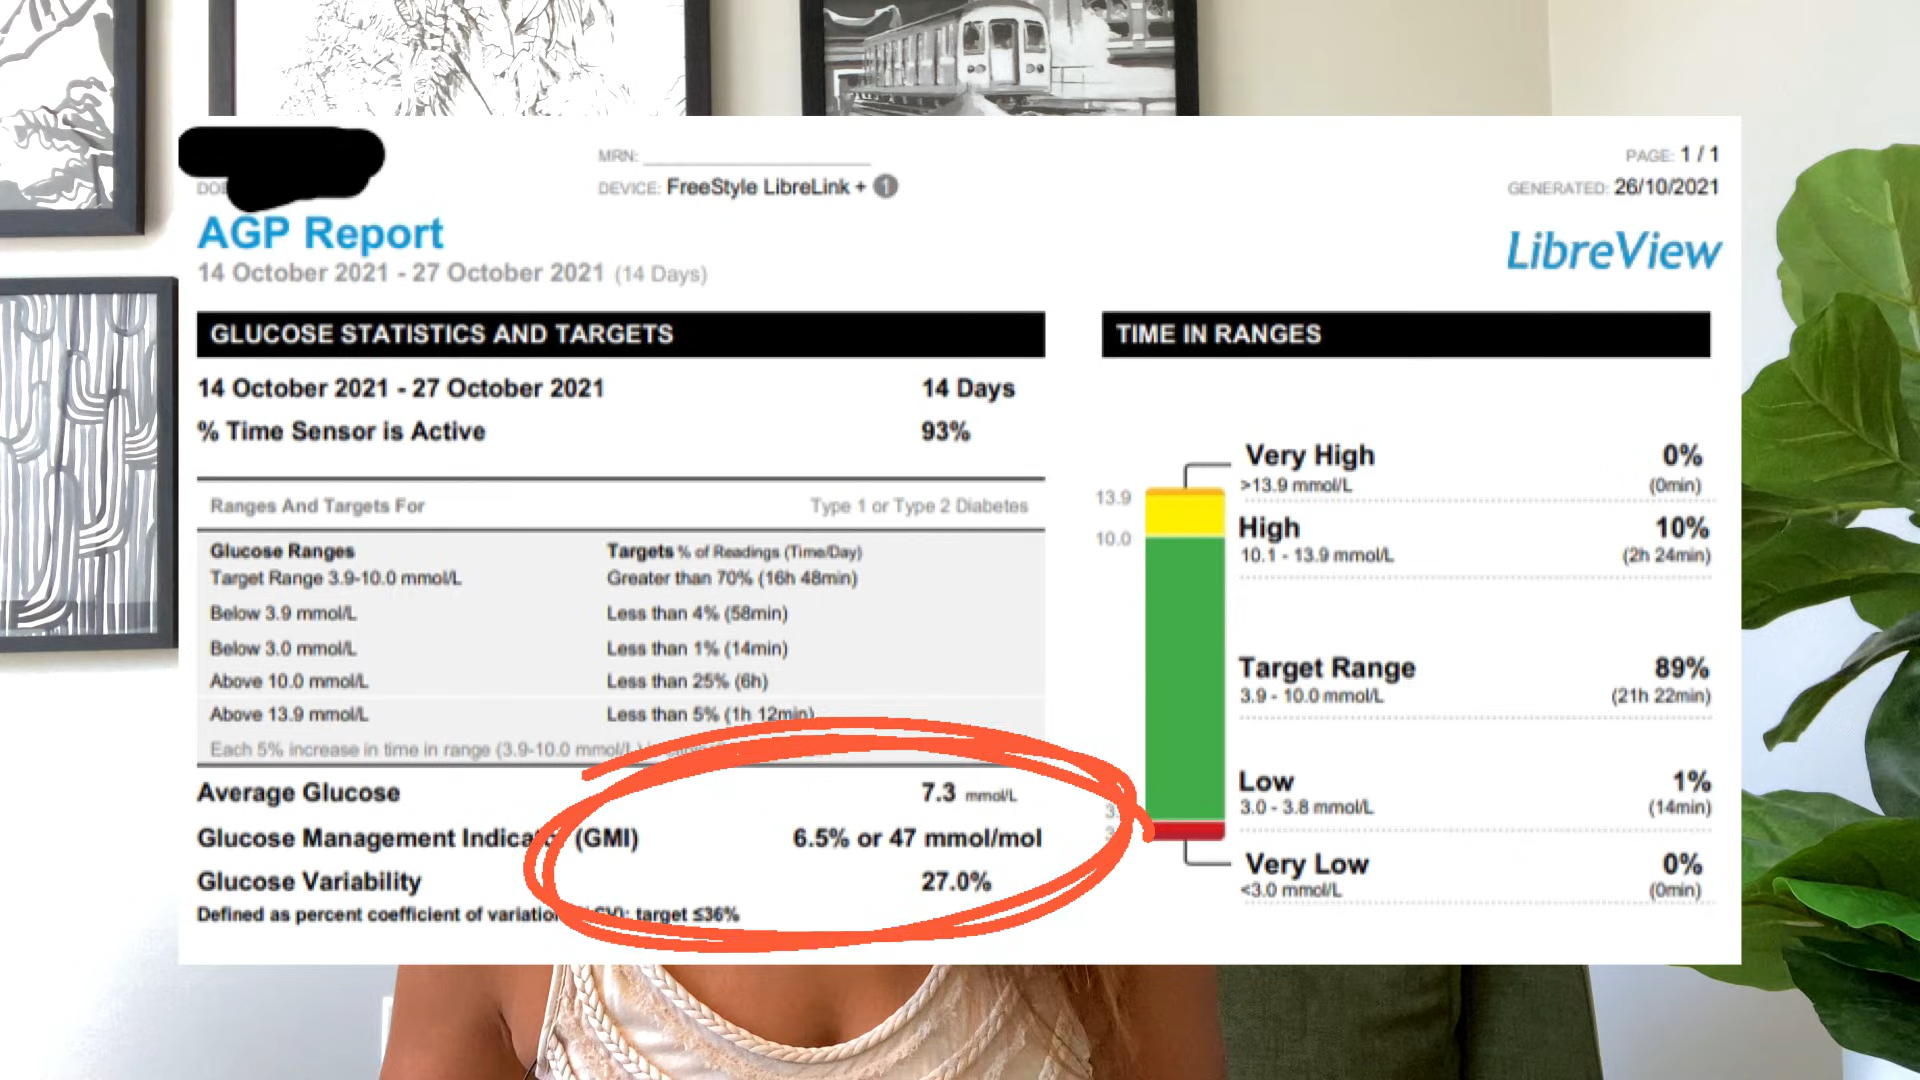 MRN:
PAGE: 1 / 1
DEVICE: FreeStyle LibreLink + 1
GENERATED: 26/10/2021
AGP Report
LibreView
14 October 2021 - 27 October 2021 (14 Days)
GLUCOSE STATISTICS AND TARGETS
14 October 2021 - 27 October 2021 14 Days
% Time Sensor is Active 93%
Ranges And Targets For Type 1 or Type 2 Diabetes
Glucose Ranges Targets % of Readings (Time/Day)
Target Range 3.9-10.0 mmol/L Greater than 70% (16h 48min)
Below 3.9 mmol/L Less than 4% (58min)
Below 3.0 mmol/L Less than 1% (14min)
Above 10.0 mmol/L Less than 25% (6h)
Above 13.9 mmol/L Less than 5% (1h 12min)
Each 5% increase in time in range (3.9-10.0 mmol/L)
Average Glucose 7.3 mmol/L
Glucose Management (GMI) 6.5% or 47 mmol/mol
Glucose Variability 27.0%
Defined as percent coefficient of target ≤36%
TIME IN RANGES
Very High 0%
>13.9 mmol/L (0min)
13.9
High 10%
10.0
10.1 - 13.9 mmol/L (2h 24min)
Target Range 89%
3.9 - 10.0 mmol/L (21h 22min)
Low 1%
3.0 - 3.8 mmol/L (14min)
Very Low 0%
<3.0 mmol/L (0min)